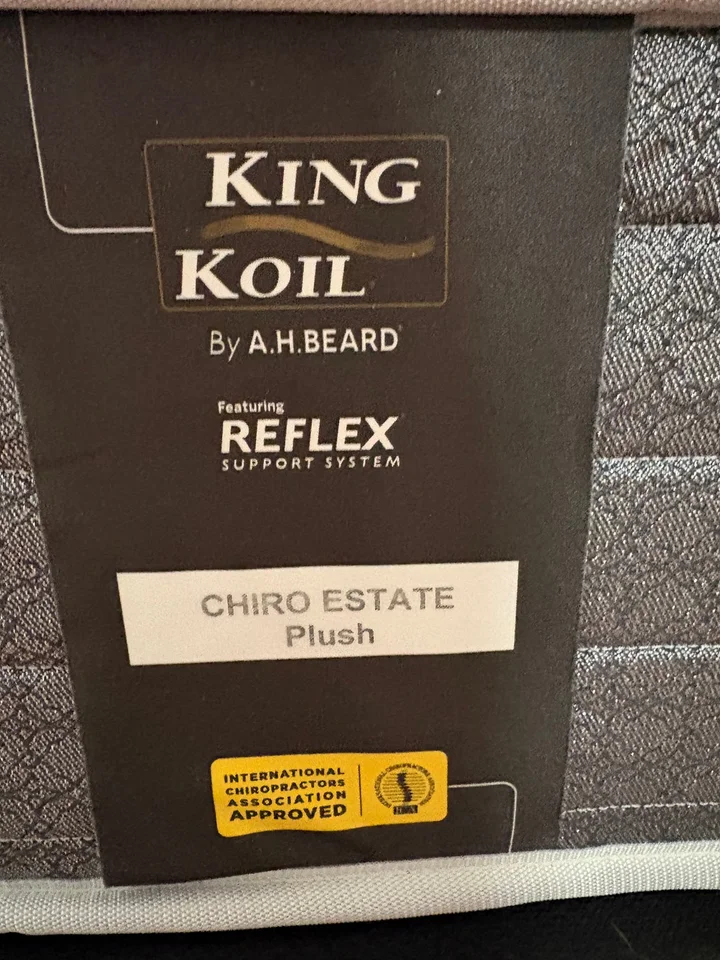 KING
KOIL
By A.H.BEARD
Featuring
REFLEX
SUPPORT SYSTEM
CHIRO ESTATE
Plush
INTERNATIONAL
CHIROPRACTORS
ASSOCIATION
APPROVED